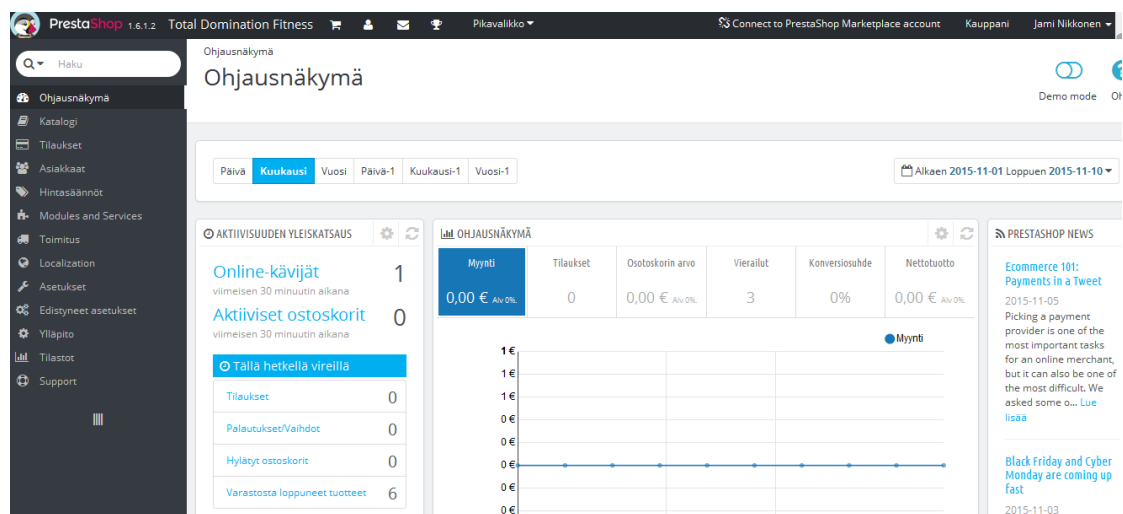 PrestaShop 1.6.1.2 Total Domination Fitness Pikavalikko Connect to PrestaShop Marketplace account Kauppani Jami Nikkonen
Haku
Ohjausnäkymä
Katalogi
Tilaukset
Asiakkaat
Hintasäännöt
Modules and Services
Toimitus
Localization
Asetukset
Edistyneet asetukset
Ylläpito
Tilastot
Support
Ohjausnäkymä
Ohjausnäkymä
Demo mode
Päivä Kuukausi Vuosi Päivä-1 Kuukausi-1 Vuosi-1
Alkaen 2015-11-01 Loppuen 2015-11-10
AKTIIVISUUDEN YLEISKATSAUS
Online-kävijät 1
viimeisen 30 minuutin aikana
Aktiiviset ostoskorit 0
viimeisen 30 minuutin aikana
Tällä hetkellä vireillä
Tilaukset 0
Palautukset/Vaihdot 0
Hylätyt ostoskorit 0
Varastosta loppuneet tuotteet 6
OHJAUSNÄKYMÄ
Myynti Tilaukset Ostoskorin arvo Vierailut Konversiosuhde Nettotuotto
0,00 € Alv 0%. 0 0,00 € Alv 0%. 3 0% 0,00 € Alv 0%.
Myynti
1 €
1 €
1 €
0 €
0 €
0 €
0 €
0 €
PRESTASHOP NEWS
Ecommerce 101:
Payments in a Tweet
2015-11-05
Picking a payment
provider is one of the
most important tasks
for an online merchant,
but it can also be one of
the most difficult. We
asked some o... Lue
lisää
Black Friday and Cyber
Monday are coming up
fast
2015-11-03